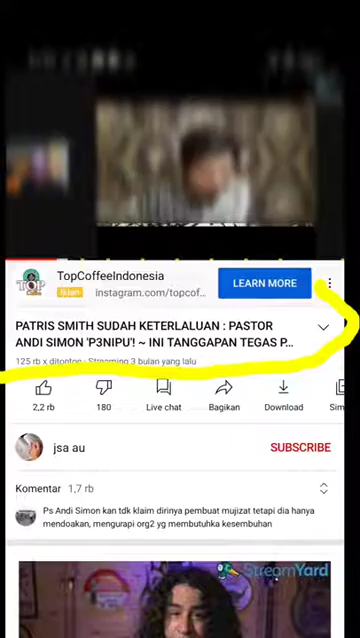 TopCoffeeIndonesia
TOP
Iklan
instagram.com/topcof...
LEARN MORE
PATRIS SMITH SUDAH KETERLALUAN : PASTOR
ANDI SIMON 'P3NIPU'! ~ INI TANGGAPAN TEGAS P...
125 rb x ditonton · Streaming 3 bulan yang lalu
2,2 rb
180
Live chat
Bagikan
Download
Sim
jsa au
SUBSCRIBE
Komentar 1,7 rb
Ps Andi Simon kan tdk klaim dirinya pembuat mujizat tetapi dia hanya
mendoakan, mengurapi org2 yg membutuhka kesembuhan
StreamYard